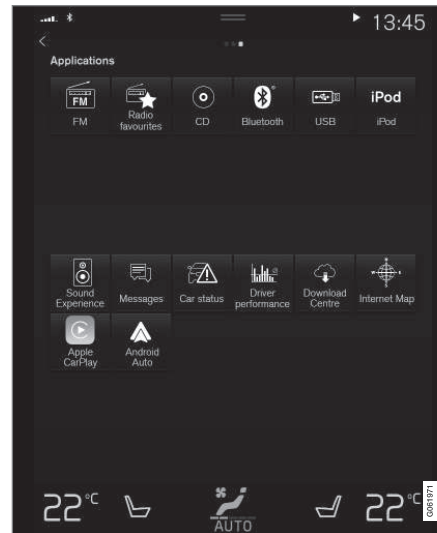 13:45
Applications
FM
iPod
FM
Radio
favourites
CD
Bluetooth
USB
iPod
Sound
Experience
Messages
Car status
Driver
performance
Download
Centre
Internet Map
Apple
CarPlay
Android
Auto
22°C
AUTO
22°C
G061971